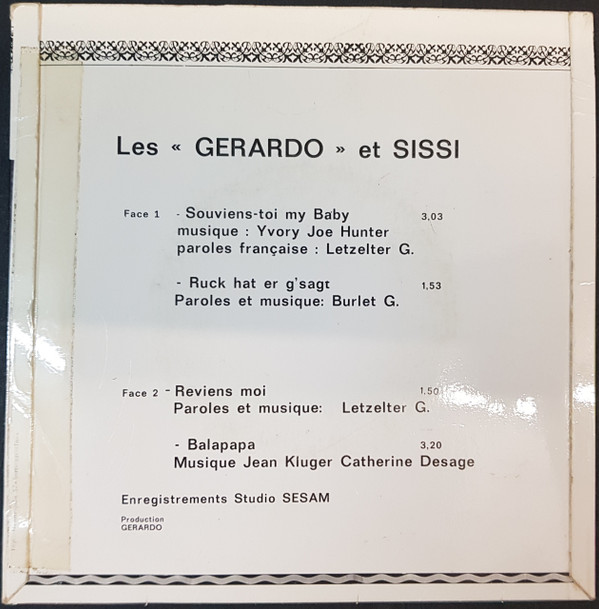 Les « GERARDO » et SISSI
Face 1 - Souviens-toi my Baby 3,03
musique : Yvory Joe Hunter
paroles française : Letzelter G.
- Ruck hat er g'sagt 1,53
Paroles et musique: Burlet G.
Face 2 - Reviens moi 1,50
Paroles et musique: Letzelter G.
- Balapapa 3,20
Musique Jean Kluger Catherine Desage
Enregistrements Studio SESAM
Production
GERARDO